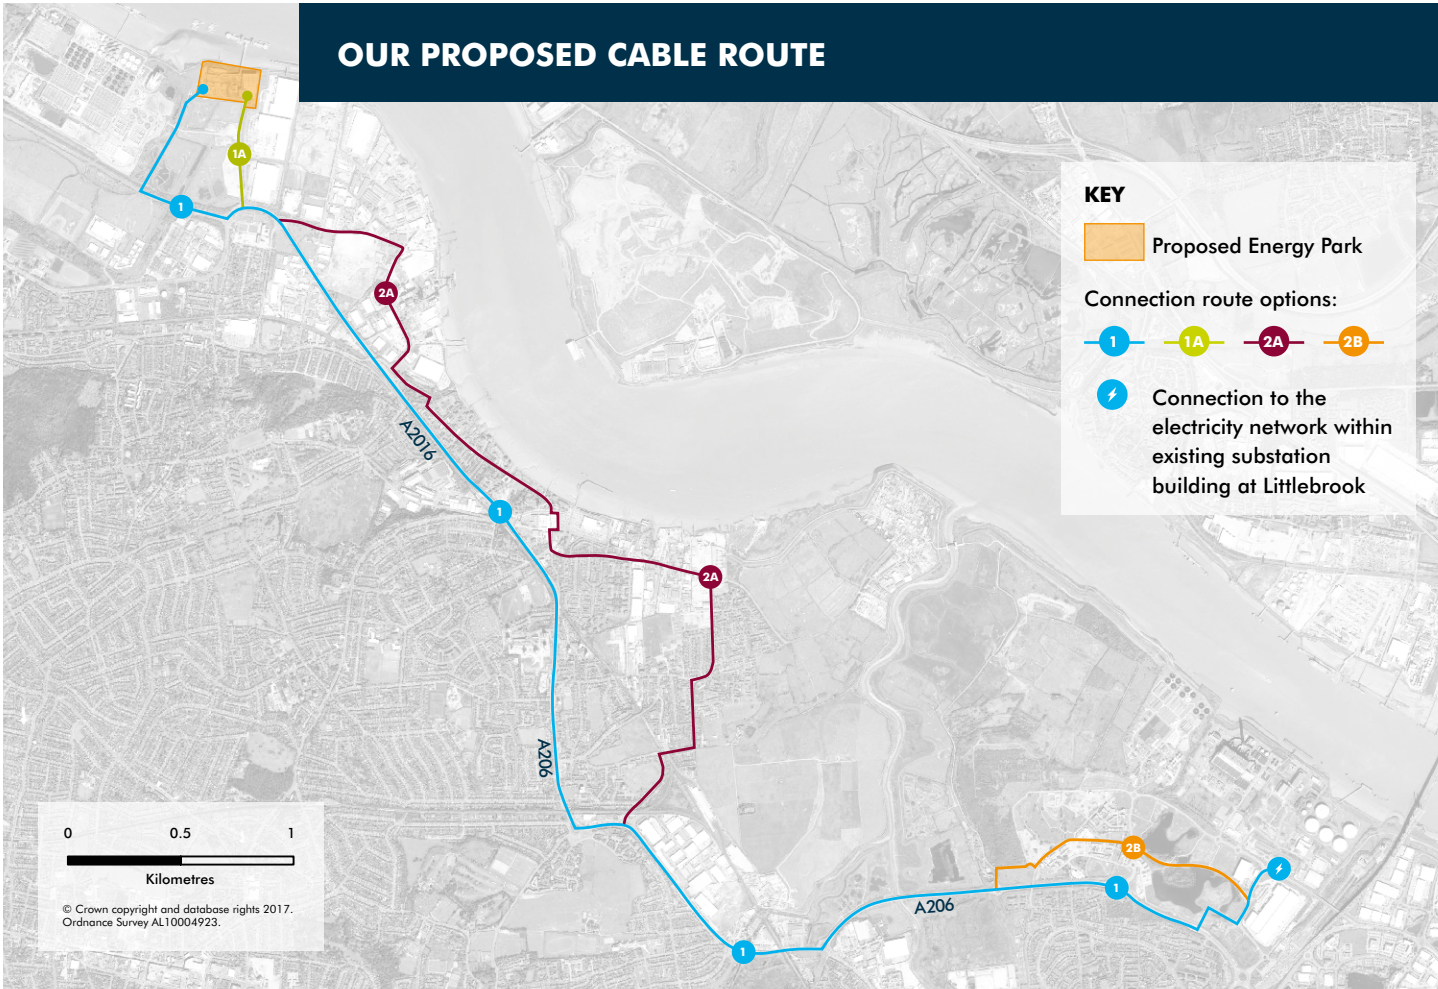 OUR PROPOSED CABLE ROUTE
1A
1
2A
KEY
Proposed Energy Park
Connection route options:
1 1A 2A 2B
Connection to the
electricity network within
existing substation
building at Littlebrook
A2016
1
2A
A206
0 0.5 1
Kilometres
© Crown copyright and database rights 2017.
Ordnance Survey AL10004923.
2B
1
A206
1